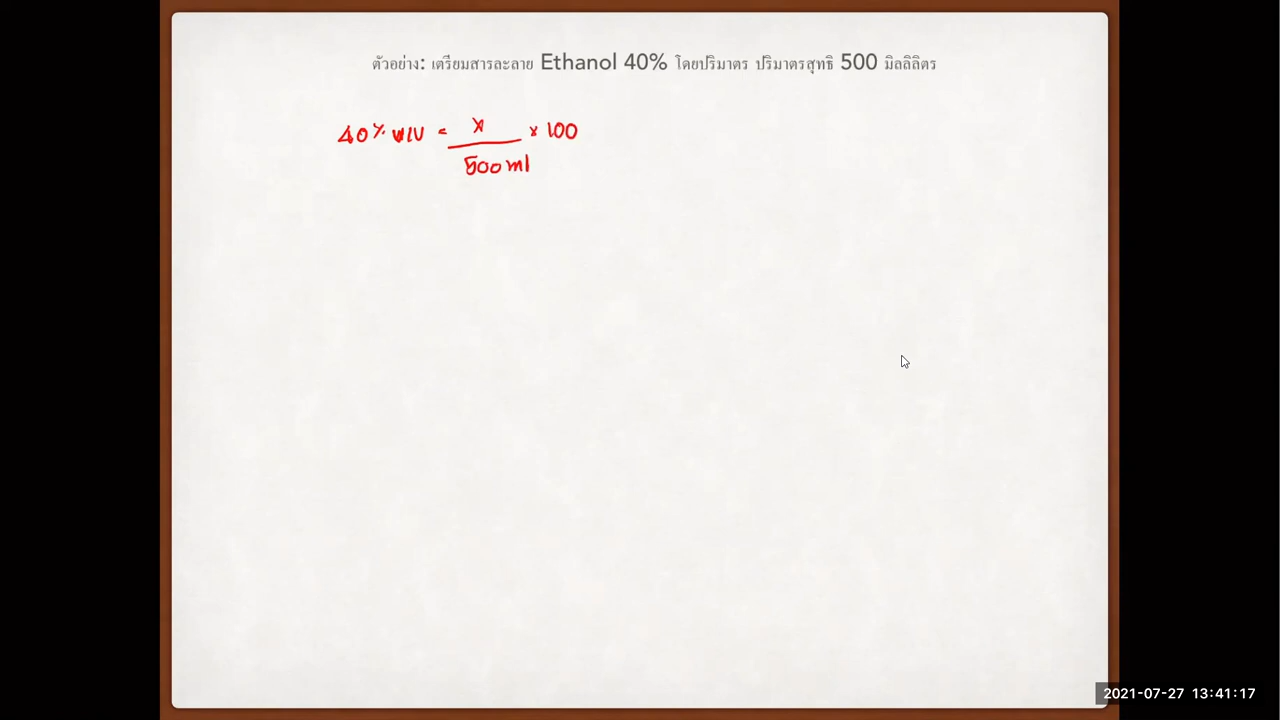 ตัวอย่าง: เตรียมสารละลาย Ethanol 40% โดยปริมาตร ปริมาตรสุทธิ 500 มิลลิลิตร
40% v/v = x × 100
500 ml
2021-07-27 13:41:17